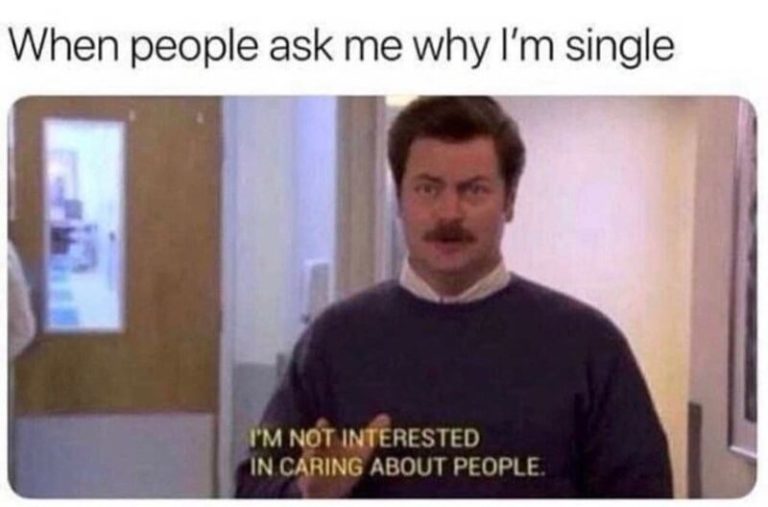 When people ask me why I'm single
I'M NOT INTERESTED
IN CARING ABOUT PEOPLE.